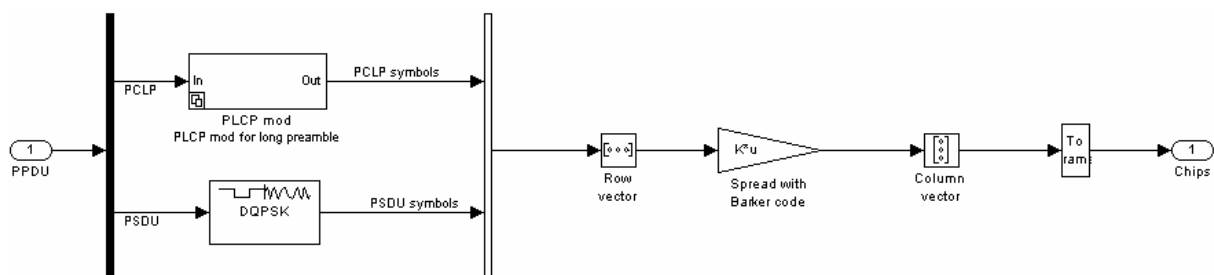 1
PPDU
PCLP
In
Out
PLCP mod
PLCP mod for long preamble
PCLP symbols
PSDU
DQPSK
PSDU symbols
[∘∘∘]
Row
vector
K*u
Spread with
Barker code
Column
vector
To
ram
1
Chips